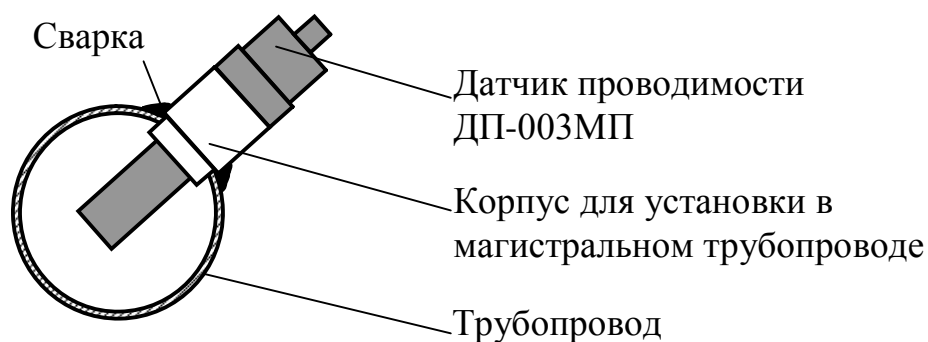 Сварка
Датчик проводимости
ДП-003МП
Корпус для установки в
магистральном трубопроводе
Трубопровод